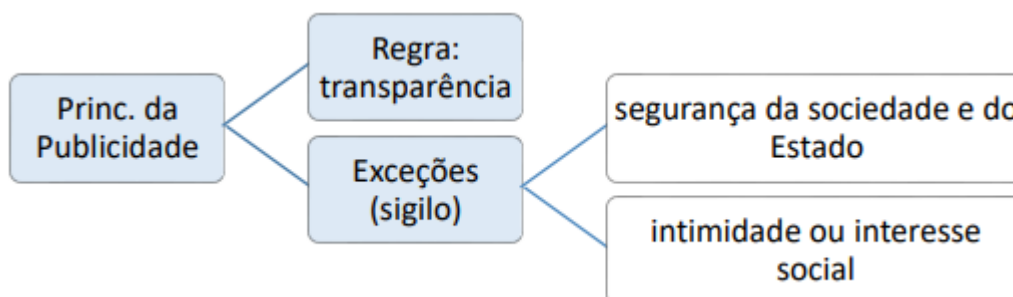 Princ. da
Publicidade
Regra:
transparência
Exceções
(sigilo)
segurança da sociedade e do
Estado
intimidade ou interesse
social